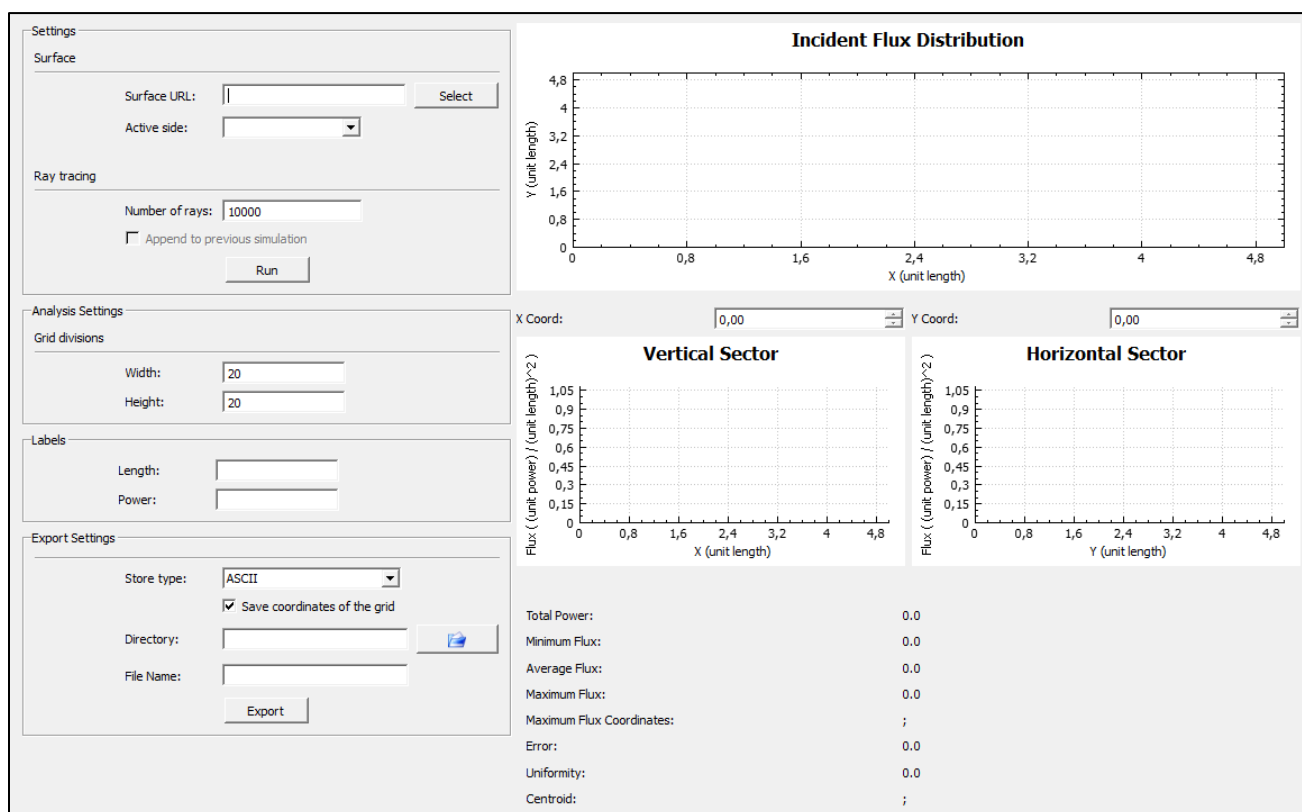 Settings
Surface
Surface URL:
Select
Active side:
Ray tracing
Number of rays: 10000
Append to previous simulation
Run
Analysis Settings
Grid divisions
Width: 20
Height: 20
Labels
Length:
Power:
Export Settings
Store type: ASCII
Save coordinates of the grid
Directory:
File Name:
Export
Incident Flux Distribution
Y (unit length)
4,8
4
3,2
2,4
1,6
0,8
0
0 0,8 1,6 2,4 3,2 4 4,8
X (unit length)
X Coord: 0,00
Y Coord: 0,00
Vertical Sector
Flux ( (unit power) / (unit length)^2 )
1,05
0,9
0,75
0,6
0,45
0,3
0,15
0
0 0,8 1,6 2,4 3,2 4 4,8
X (unit length)
Horizontal Sector
Flux ( (unit power) / (unit length)^2 )
1,05
0,9
0,75
0,6
0,45
0,3
0,15
0
0 0,8 1,6 2,4 3,2 4 4,8
Y (unit length)
Total Power: 0.0
Minimum Flux: 0.0
Average Flux: 0.0
Maximum Flux: 0.0
Maximum Flux Coordinates: ;
Error: 0.0
Uniformity: 0.0
Centroid: ;